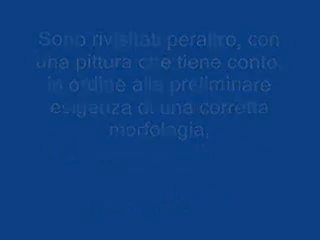 Sono rivisitati peraltro, con
una pittura che tiene conto,
in ordine alla preliminare
esigenza di una corretta
morfologia,